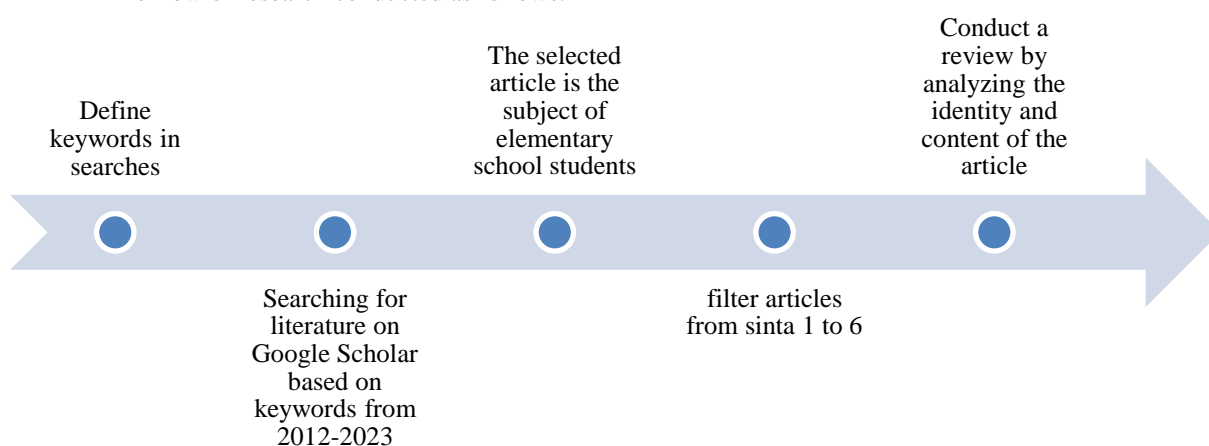 Define
keywords in
searches
Searching for
literature on
Google Scholar
based on
keywords from
2012-2023
The selected
article is the
subject of
elementary
school students
filter articles
from sinta 1 to 6
Conduct a
review by
analyzing the
identity and
content of the
article